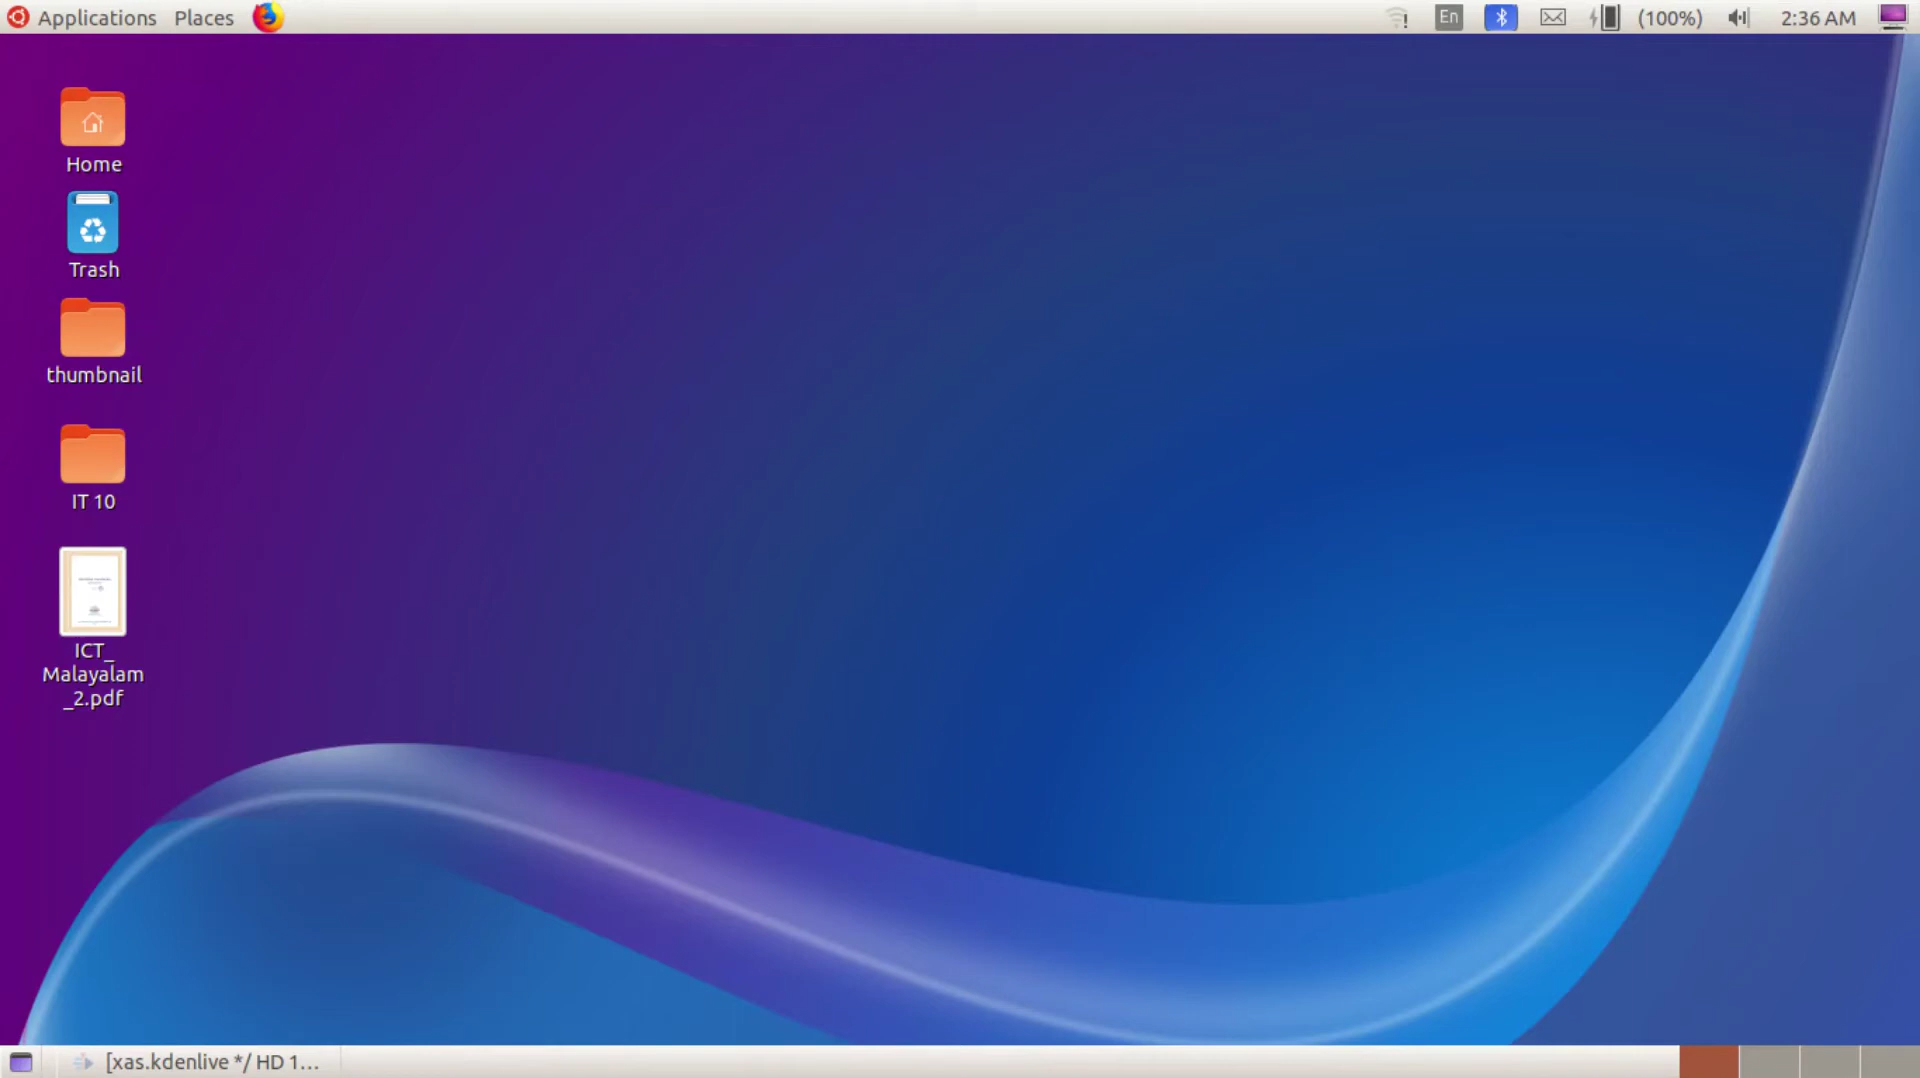 Applications Places
En (100%) 2:36 AM
Home
Trash
thumbnail
IT 10
ICT_
Malayalam
_2.pdf
[xas.kdenlive */ HD 1...